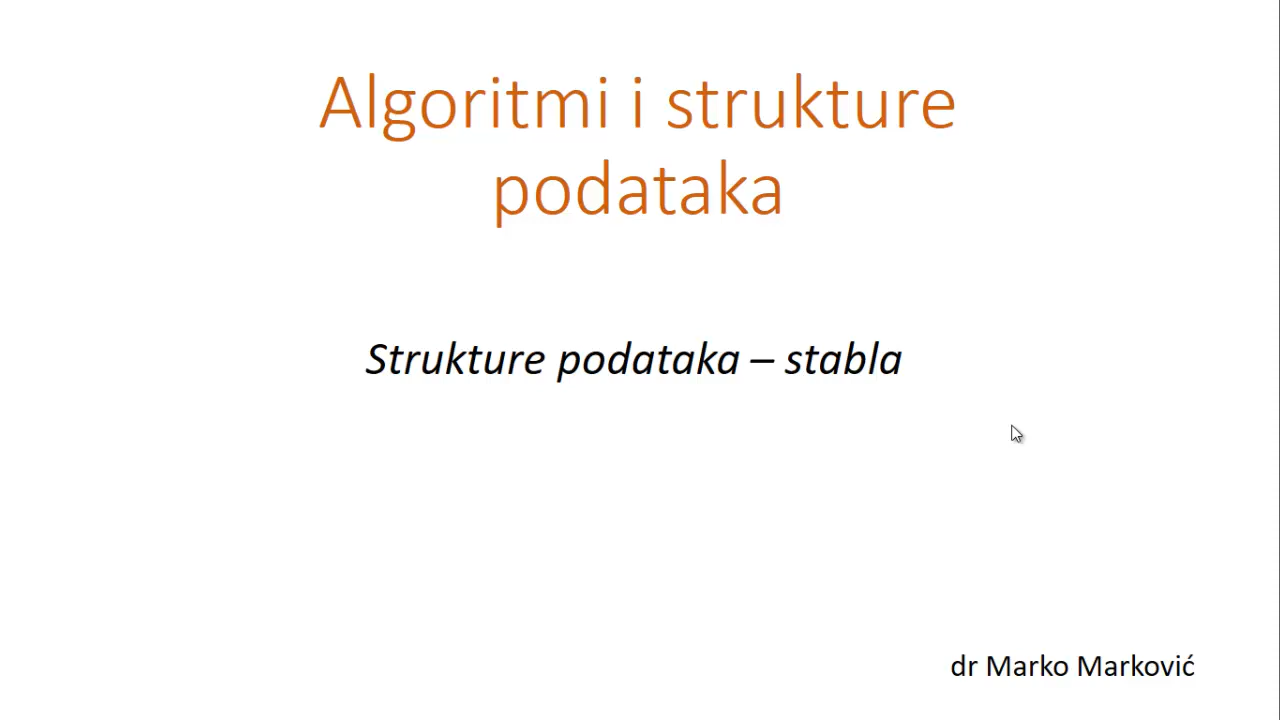 Algoritmi i strukture
podataka
Strukture podataka – stabla
dr Marko Marković